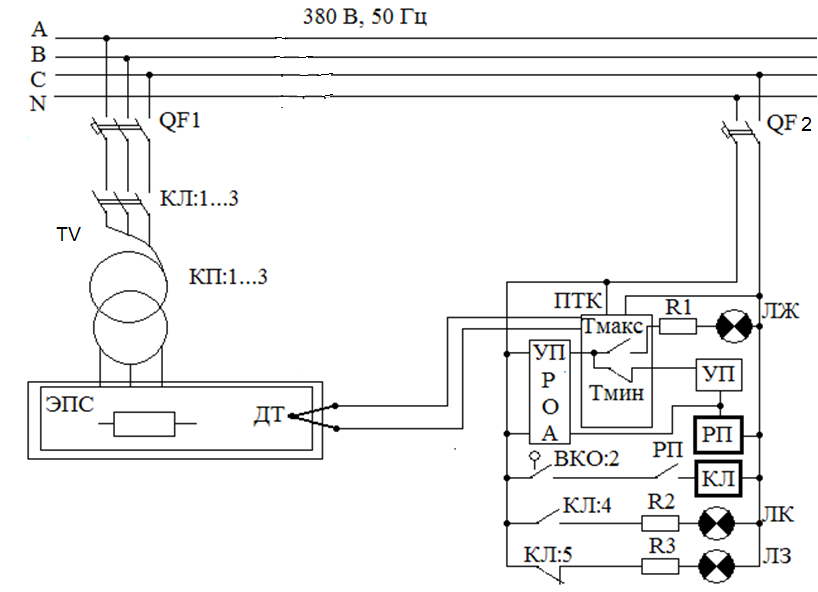 380 В, 50 Гц
A
B
C
N
QF1
QF 2
КЛ:1...3
TV
КП:1...3
ПТК
R1
ЛЖ
Тмакс
УП
Р
О
А
Тмин
УП
ЭПС
ДТ
РП
ВКО:2
РП
КЛ
КЛ:4
R2
ЛК
КЛ:5
R3
ЛЗ